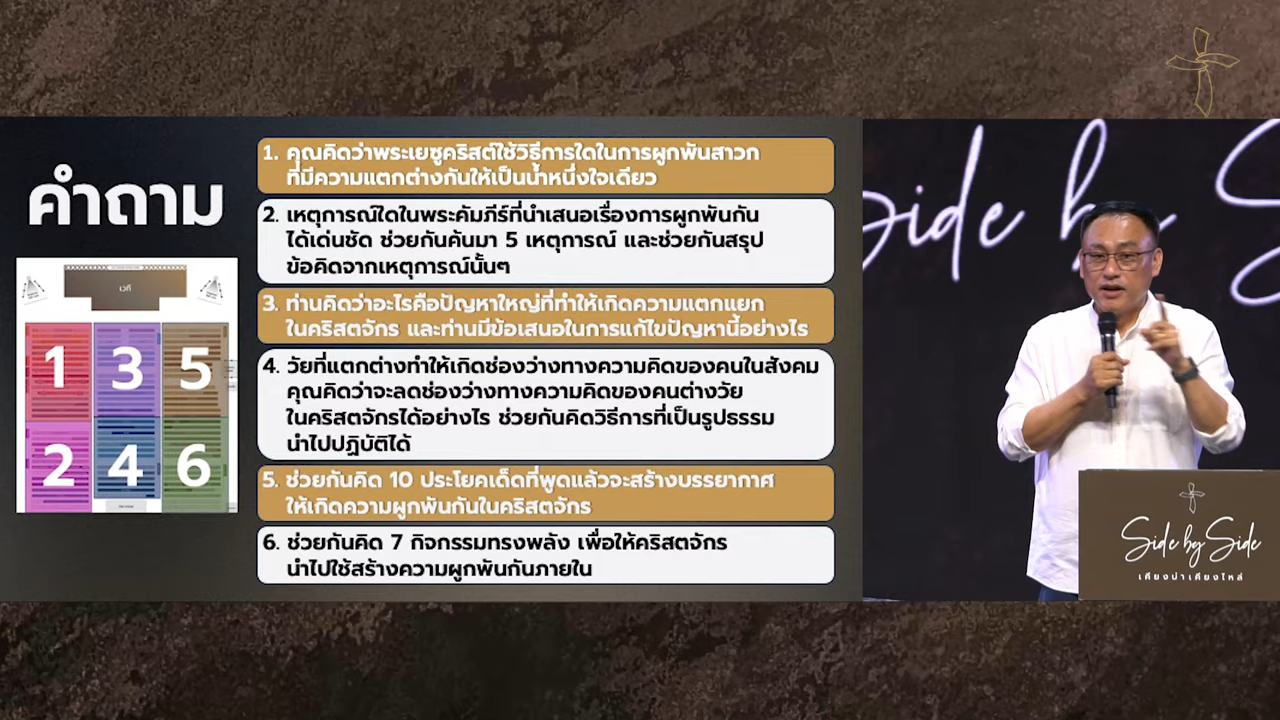 คำถาม
เวที
1
3
5
2
4
6
1. คุณคิดว่าพระเยซูคริสต์ใช้วิธีการใดในการผูกพันสาวก
ที่มีความแตกต่างกันให้เป็นน้ำหนึ่งใจเดียว
2. เหตุการณ์ใดในพระคัมภีร์ที่นำเสนอเรื่องการผูกพันกัน
ได้เด่นชัด ช่วยกันค้นมา 5 เหตุการณ์ และช่วยกันสรุป
ข้อคิดจากเหตุการณ์นั้นๆ
3. ท่านคิดว่าอะไรคือปัญหาใหญ่ที่ทำให้เกิดความแตกแยก
ในคริสตจักร และท่านมีข้อเสนอในการแก้ไขปัญหานี้อย่างไร
4. วัยที่แตกต่างทำให้เกิดช่องว่างทางความคิดของคนในสังคม
คุณคิดว่าจะลดช่องว่างทางความคิดของคนต่างวัย
ในคริสตจักรได้อย่างไร ช่วยกันคิดวิธีการที่เป็นรูปธรรม
นำไปปฏิบัติได้
5. ช่วยกันคิด 10 ประโยคเด็ดที่พูดแล้วจะสร้างบรรยากาศ
ให้เกิดความผูกพันกันในคริสตจักร
6. ช่วยกันคิด 7 กิจกรรมทรงพลัง เพื่อให้คริสตจักร
นำไปใช้สร้างความผูกพันกันภายใน
Side by S
Side by Side
เคียงบ่าเคียงไหล่